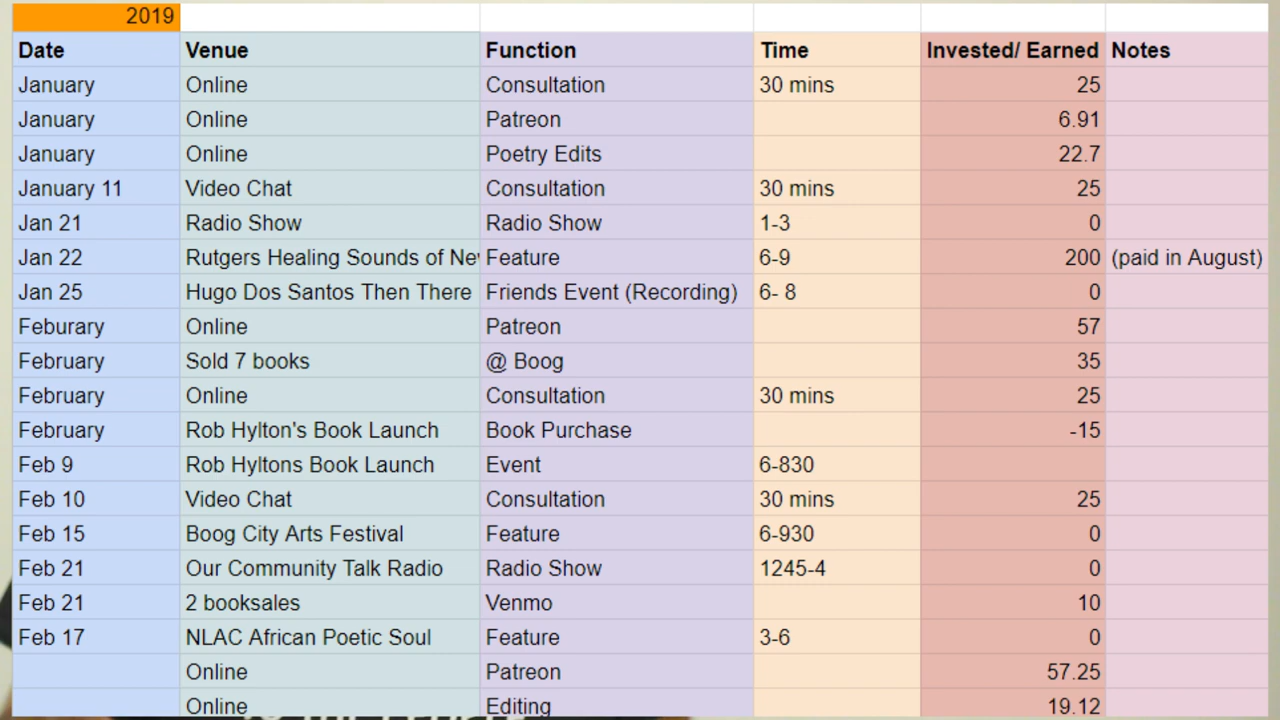 2019
Date Venue Function Time Invested/ Earned Notes
January Online Consultation 30 mins 25
January Online Patreon 6.91
January Online Poetry Edits 22.7
January 11 Video Chat Consultation 30 mins 25
Jan 21 Radio Show Radio Show 1-3 0
Jan 22 Rutgers Healing Sounds of Feature 6-9 200 (paid in August)
Jan 25 Hugo Dos Santos Then There Friends Event (Recording) 6- 8 0
Feburary Online Patreon 57
February Sold 7 books @ Boog 35
February Online Consultation 30 mins 25
February Rob Hylton's Book Launch Book Purchase -15
Feb 9 Rob Hyltons Book Launch Event 6-830
Feb 10 Video Chat Consultation 30 mins 25
Feb 15 Boog City Arts Festival Feature 6-930 0
Feb 21 Our Community Talk Radio Radio Show 1245-4 0
Feb 21 2 booksales Venmo 10
Feb 17 NLAC African Poetic Soul Feature 3-6 0
Online Patreon 57.25
Online Editing 19.12